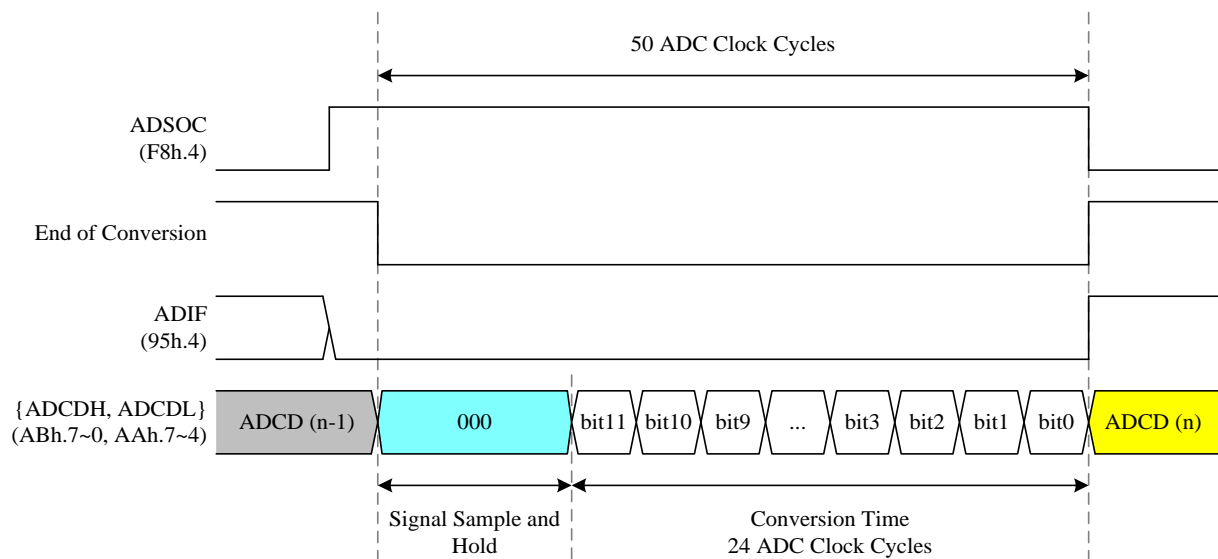 50 ADC Clock Cycles
ADSOC
(F8h.4)
End of Conversion
ADIF
(95h.4)
{ADCDH, ADCDL}
(ABh.7~0, AAh.7~4)
ADCD (n-1)
000
bit11
bit10
bit9
...
bit3
bit2
bit1
bit0
ADCD (n)
Signal Sample and
Hold
Conversion Time
24 ADC Clock Cycles